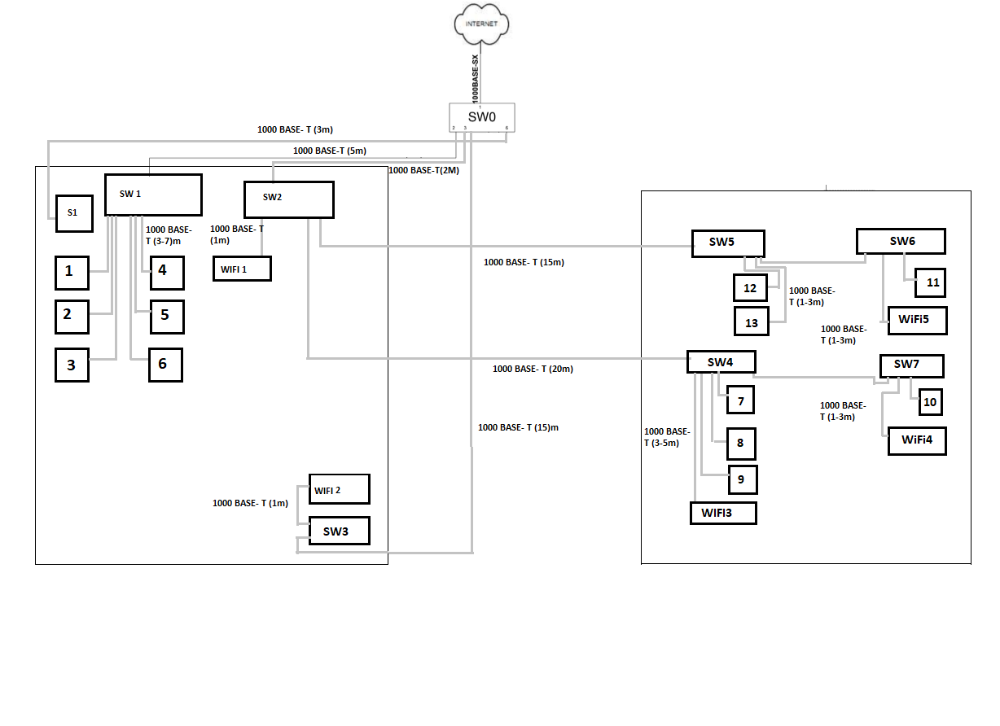 INTERNET
1000BASE-SX
1
SW0
2 3 6
1000 BASE- T (3m)
1000 BASE-T (5m)
1000 BASE-T(2M)
SW 1
SW2
S1
1000 BASE-
T (3-7)m
1000 BASE- T
(1m)
WIFI 1
1
4
2
5
3
6
1000 BASE- T (15m)
1000 BASE- T (20m)
1000 BASE- T (15)m
WIFI 2
1000 BASE- T (1m)
SW3
SW5
SW6
12
1000 BASE-
T (1-3m)
11
13
WiFi5
1000 BASE-
T (1-3m)
SW4
SW7
7
10
1000 BASE-
T (1-3m)
1000 BASE-
T (3-5m)
8
WiFi4
9
WIFI3